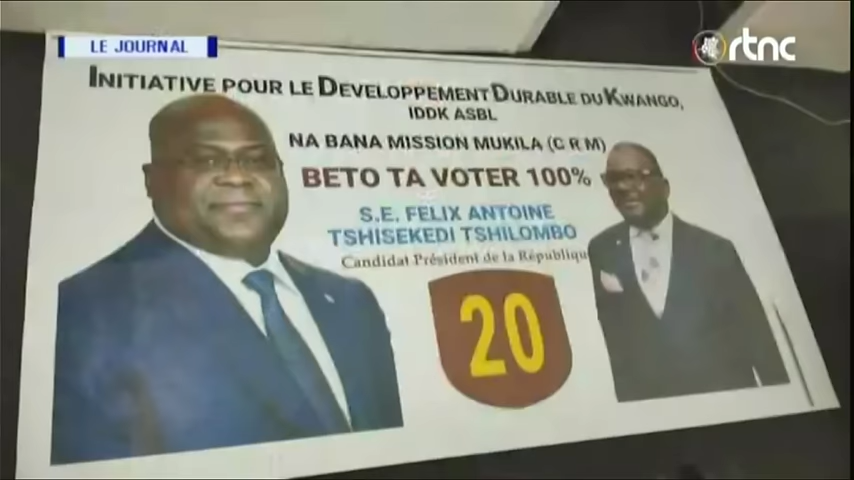 LE JOURNAL
rtnc
INITIATIVE POUR LE DEVELOPPEMENT DURABLE DU KWANGO,
IDDK ASBL
NA BANA MISSION MUKILA (C R M)
BETO TA VOTER 100%
S.E. FELIX ANTOINE
TSHISEKEDI TSHILOMBO
Candidat Président de la République
20